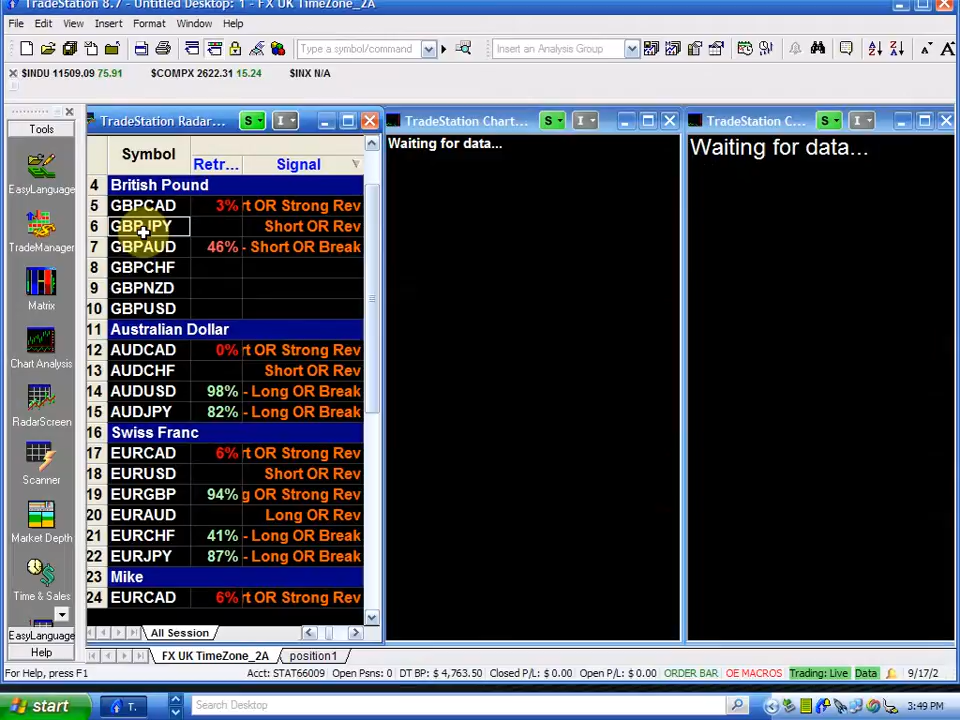 TradeStation 8.7 - Untitled Desktop: 1 - FX UK TimeZone_2A
File Edit View Insert Format Window Help
Type a symbol/command Insert an Analysis Group
$INDU 11509.09 75.91 $COMPX 2622.31 15.24 $INX N/A
Tools
EasyLanguage
TradeManager
Matrix
Chart Analysis
RadarScreen
Scanner
Market Depth
Time & Sales
EasyLanguage
Help
TradeStation Radar... S I
Symbol Retr... Signal
4 British Pound
5 GBPCAD 3% rt OR Strong Rev
6 GBPJPY Short OR Rev
7 GBPAUD 46% - Short OR Break
8 GBPCHF
9 GBPNZD
10 GBPUSD
11 Australian Dollar
12 AUDCAD 0% rt OR Strong Rev
13 AUDCHF Short OR Rev
14 AUDUSD 98% - Long OR Break
15 AUDJPY 82% - Long OR Break
16 Swiss Franc
17 EURCAD 6% rt OR Strong Rev
18 EURUSD Short OR Rev
19 EURGBP 94% g OR Strong Rev
20 EURAUD Long OR Rev
21 EURCHF 41% - Long OR Break
22 EURJPY 87% - Long OR Break
23 Mike
24 EURCAD 6% rt OR Strong Rev
All Session
TradeStation Chart... S I
Waiting for data...
TradeStation C... S I
Waiting for data...
FX UK TimeZone_2A position1
For Help, press F1 Acct: STAT66009 Open Psns: 0 DT BP: $ 4,763.50 Closed P/L: $ 0.00 Open P/L: $ 0.00 ORDER BAR OE MACROS Trading: Live Data 9/17/2
start T. Search Desktop 3:49 PM